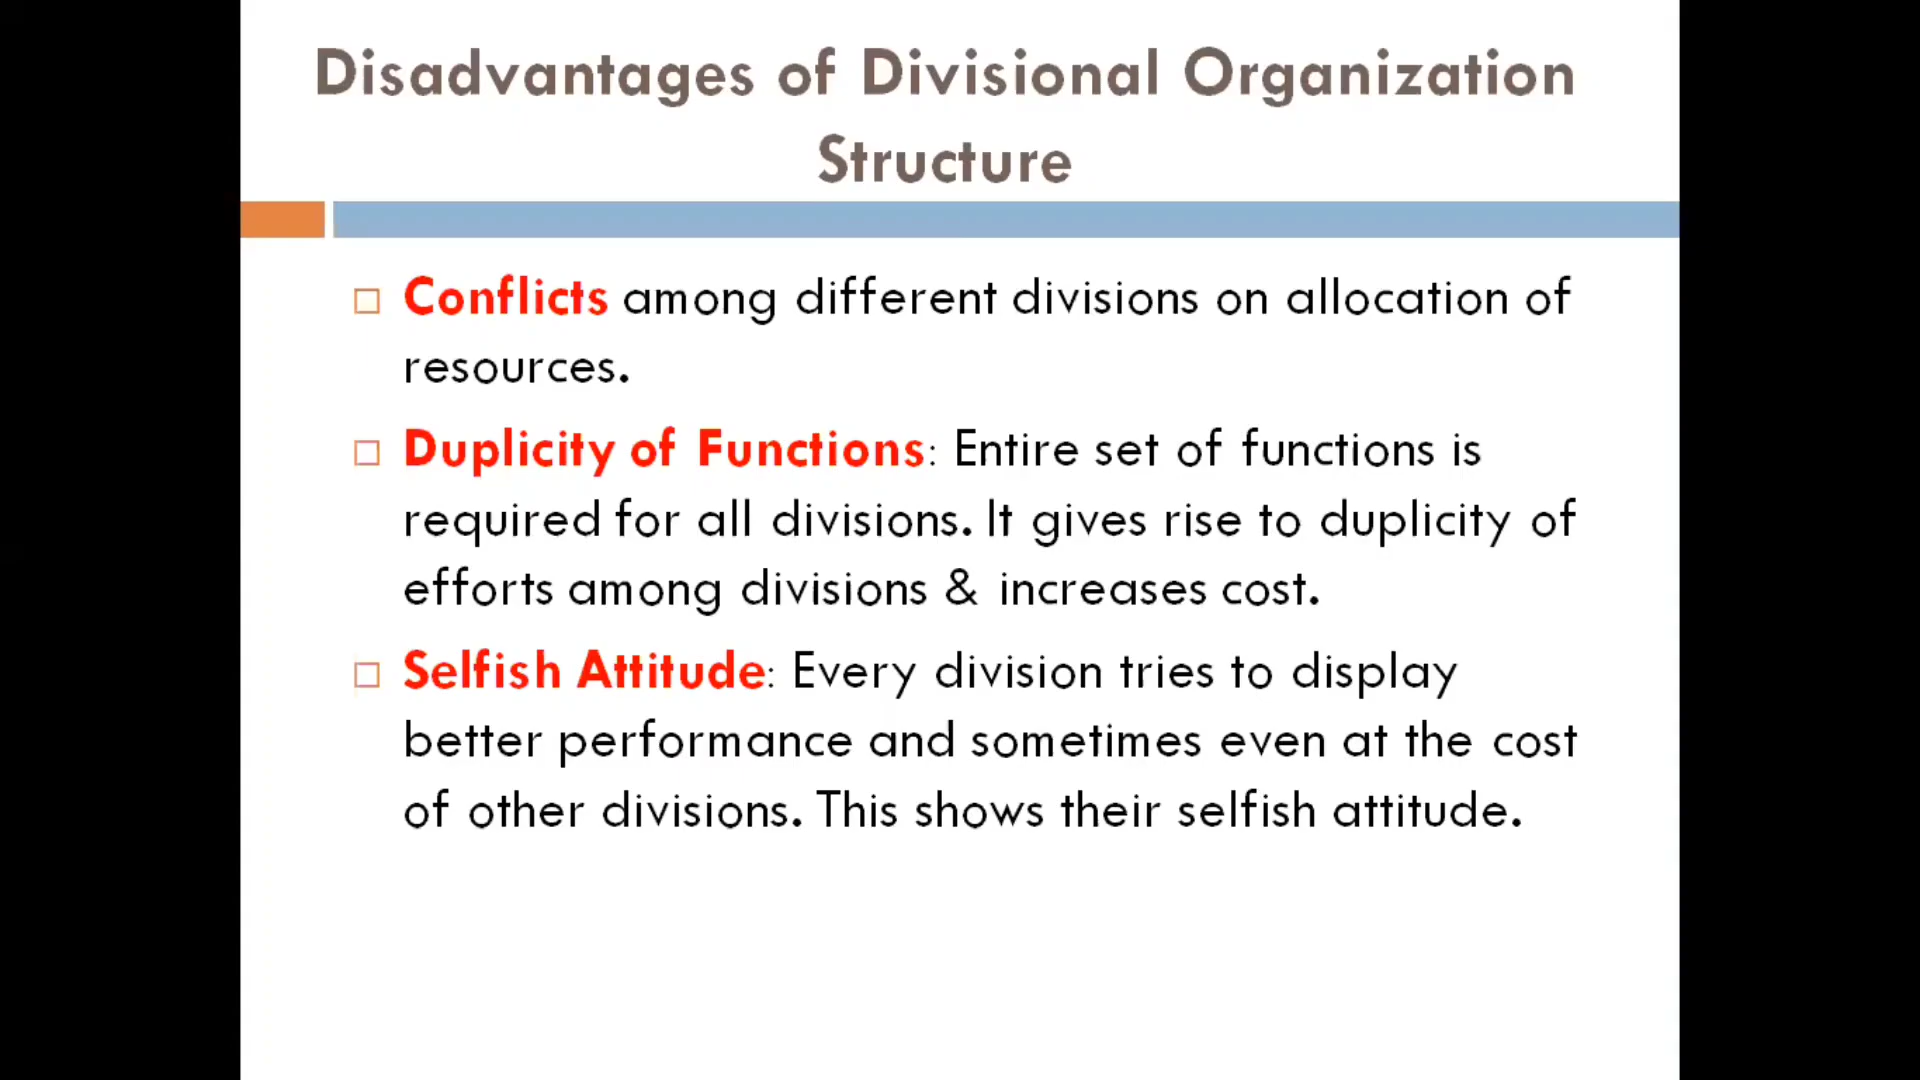 Disadvantages of Divisional Organization
Structure
Conflicts among different divisions on allocation of
resources.
Duplicity of Functions: Entire set of functions is
required for all divisions. It gives rise to duplicity of
efforts among divisions & increases cost.
Selfish Attitude: Every division tries to display
better performance and sometimes even at the cost
of other divisions. This shows their selfish attitude.